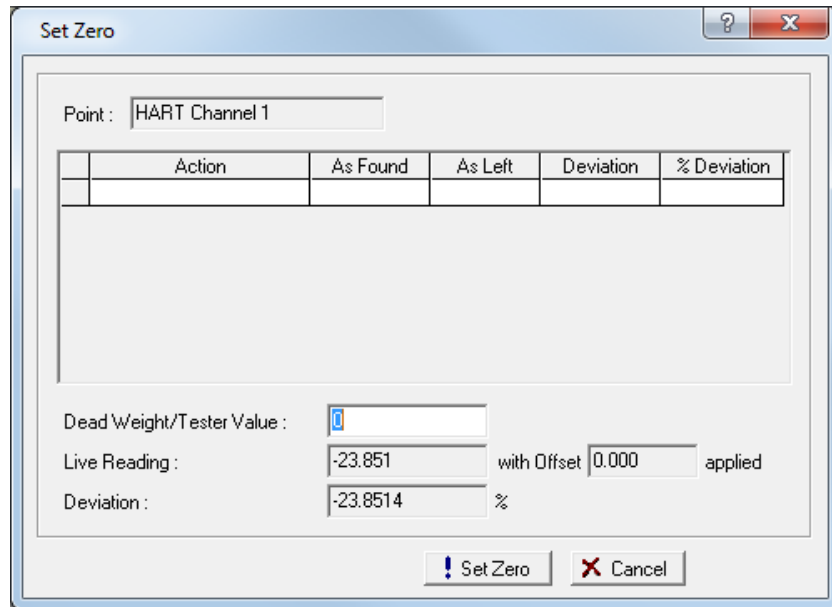 Set Zero
Point : HART Channel 1
Action As Found As Left Deviation % Deviation
Dead Weight/Tester Value : 0
Live Reading : -23.851 with Offset 0.000 applied
Deviation : -23.8514 %
! Set Zero X Cancel